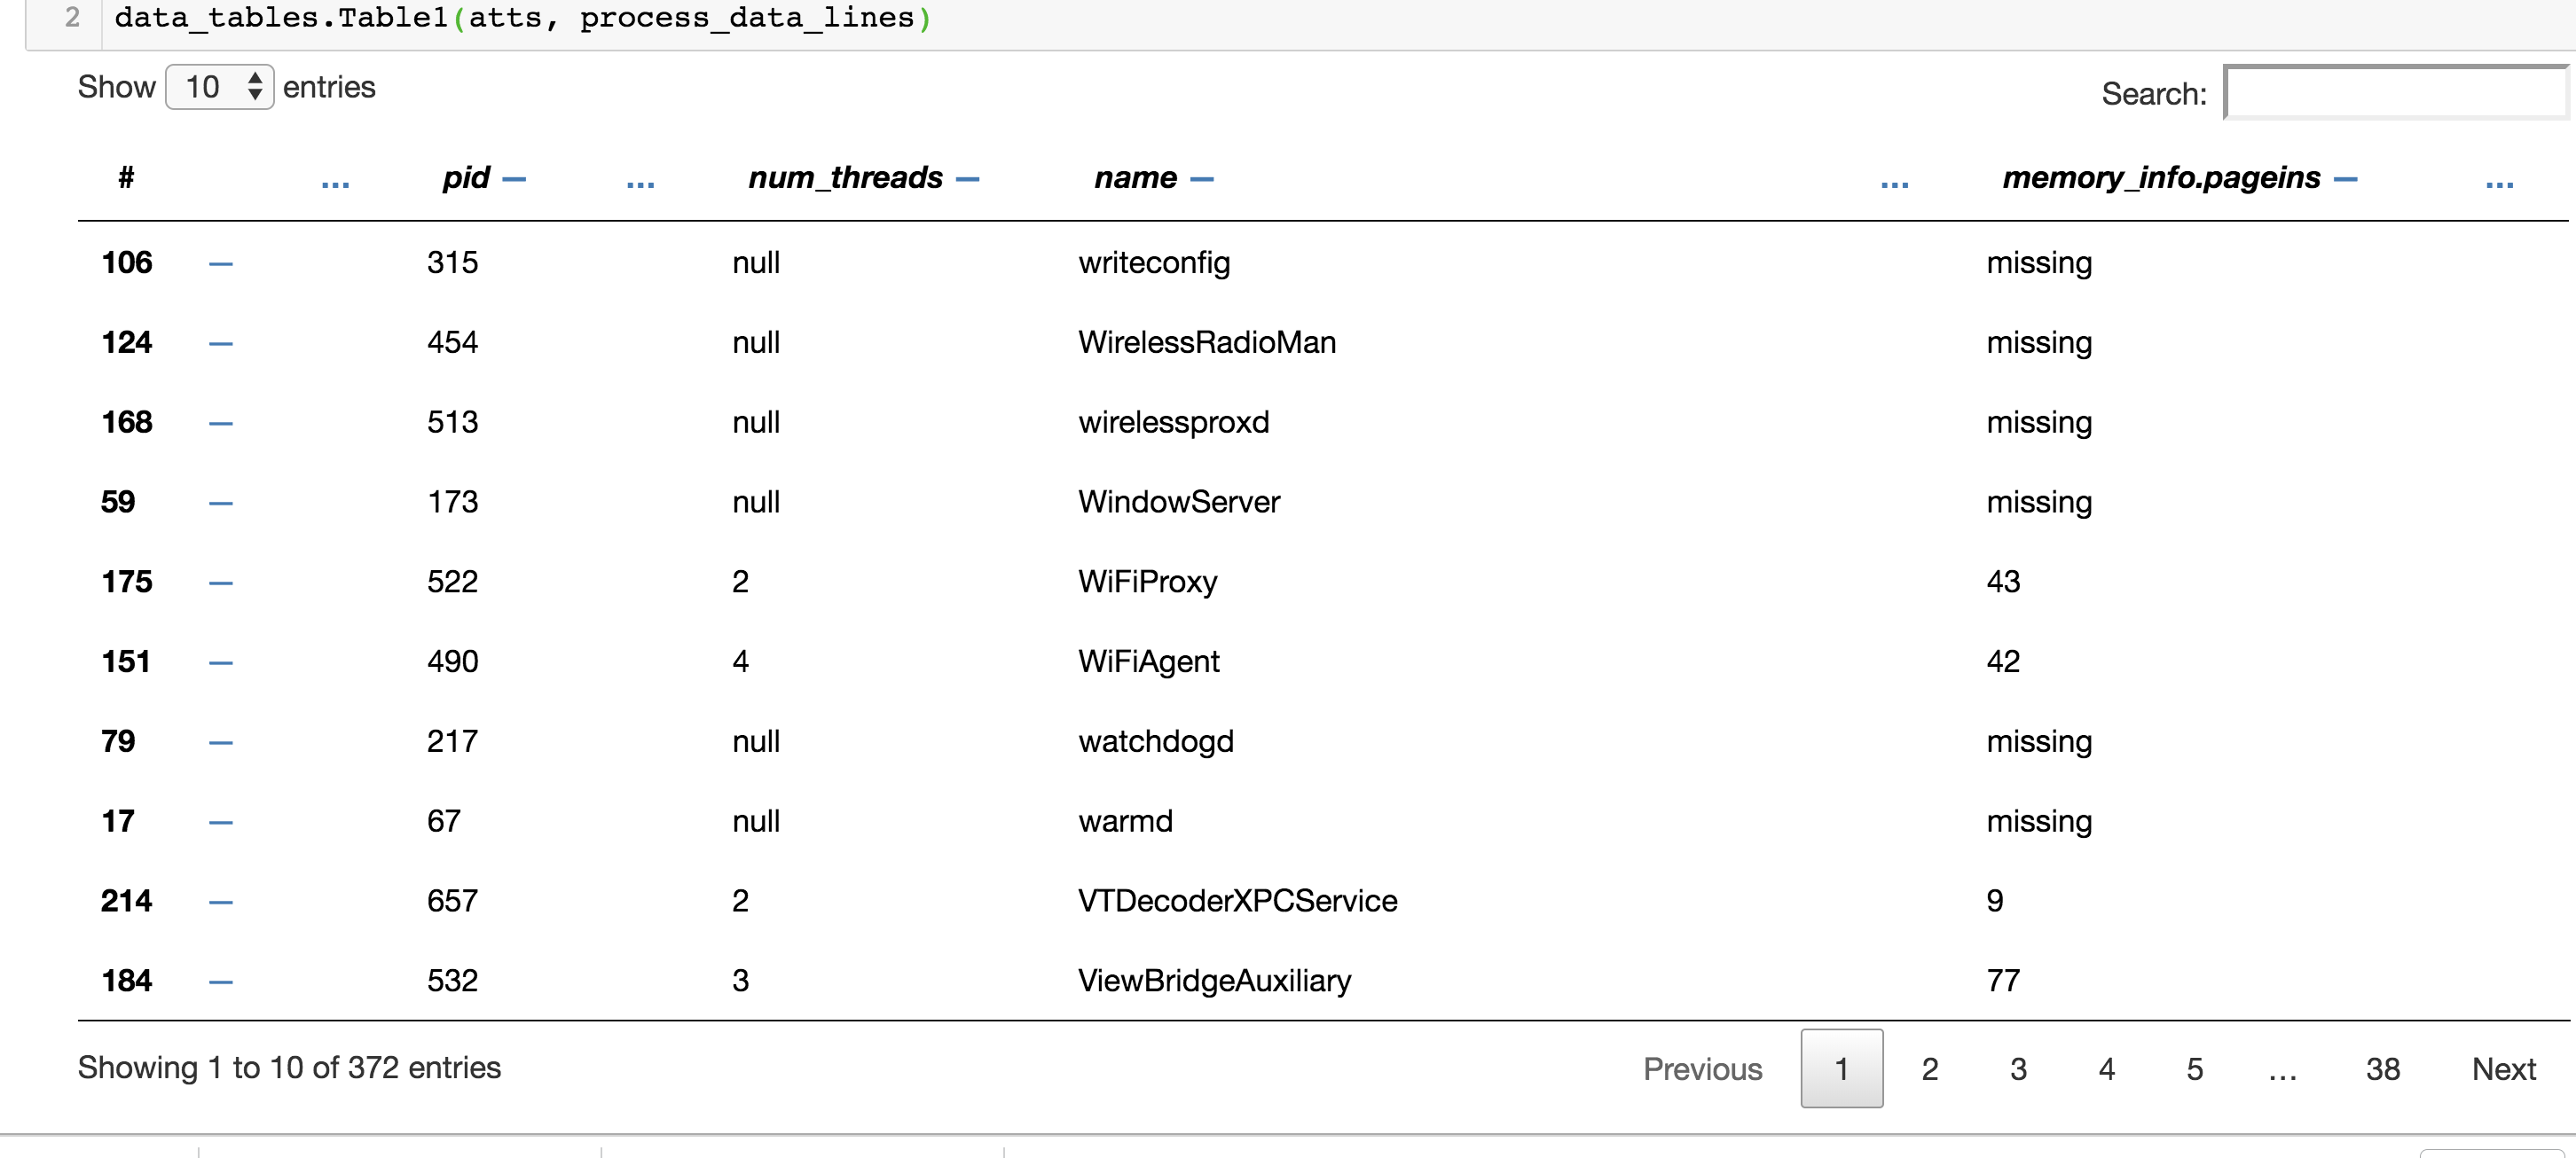 2 data_tables.Table1(atts, process_data_lines)
Show 10 entries Search:
# ... pid — ... num_threads — name — ... memory_info.pageins — ...
106 — 315 null writeconfig missing
124 — 454 null WirelessRadioMan missing
168 — 513 null wirelessproxd missing
59 — 173 null WindowServer missing
175 — 522 2 WiFiProxy 43
151 — 490 4 WiFiAgent 42
79 — 217 null watchdogd missing
17 — 67 null warmd missing
214 — 657 2 VTDecoderXPCService 9
184 — 532 3 ViewBridgeAuxiliary 77
Showing 1 to 10 of 372 entries Previous 1 2 3 4 5 ... 38 Next